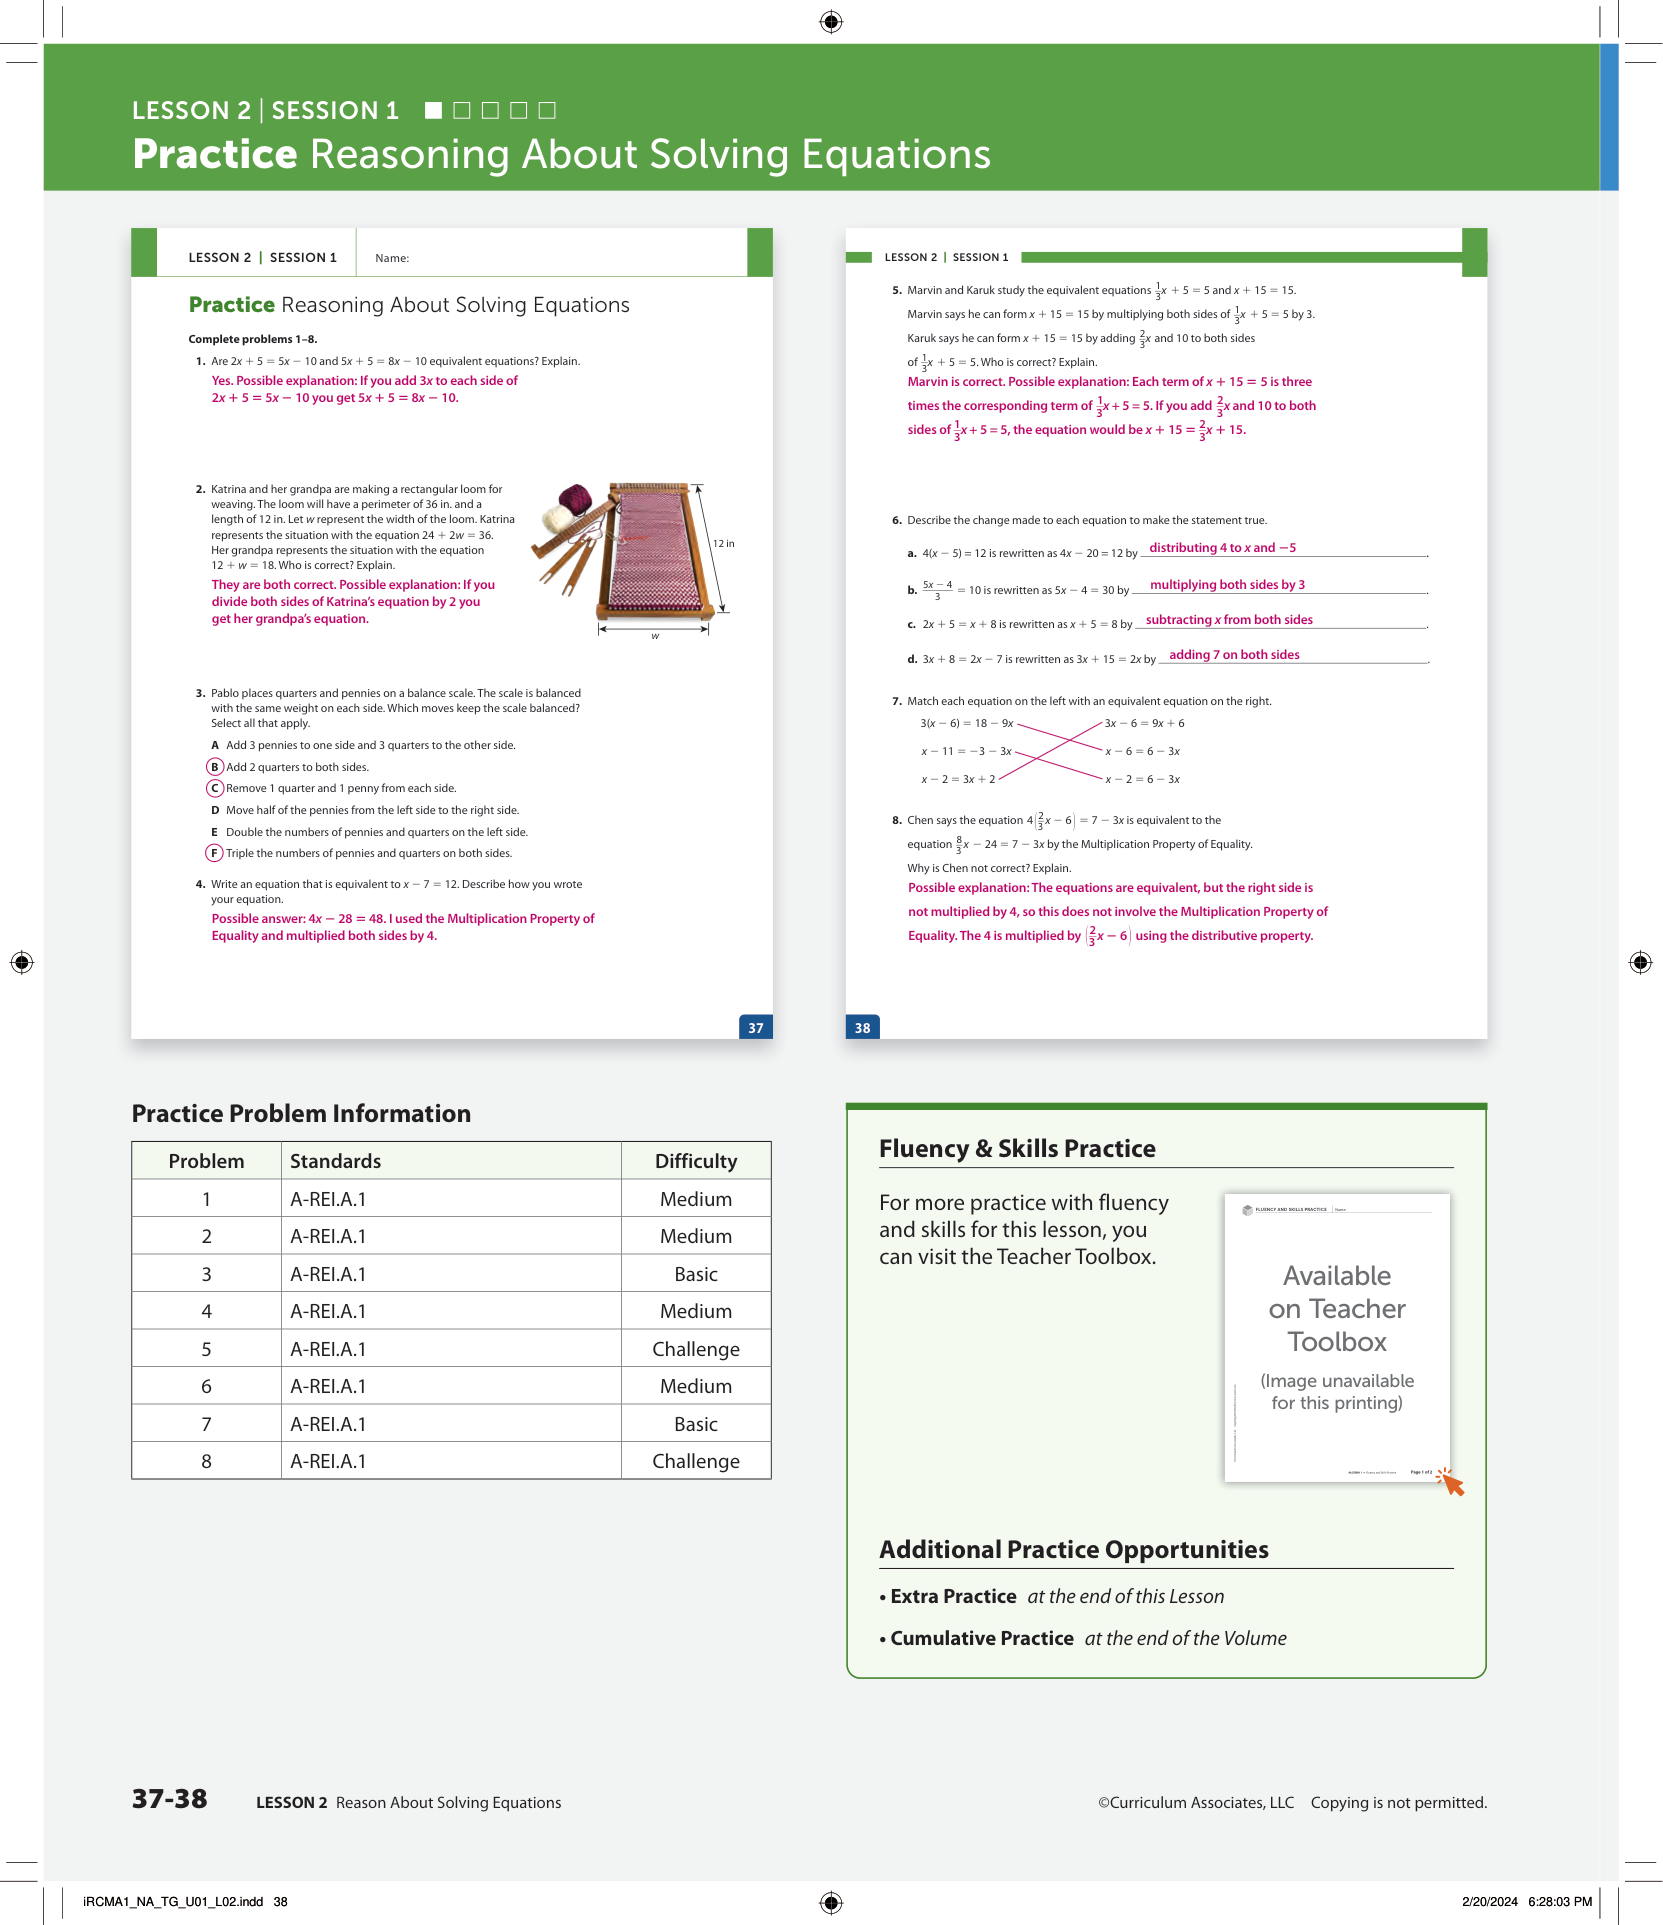 LESSON 2 | SESSION 1
Practice Reasoning About Solving Equations
LESSON 2 | SESSION 1
Name:
Practice Reasoning About Solving Equations
Complete problems 1–8.
1. Are 2x + 5 = 5x − 10 and 5x + 5 = 8x − 10 equivalent equations? Explain.
Yes. Possible explanation: If you add 3x to each side of
2x + 5 = 5x − 10 you get 5x + 5 = 8x − 10.
2. Katrina and her grandpa are making a rectangular loom for
weaving. The loom will have a perimeter of 36 in. and a
length of 12 in. Let w represent the width of the loom. Katrina
represents the situation with the equation 24 + 2w = 36.
Her grandpa represents the situation with the equation
12 + w = 18. Who is correct? Explain.
They are both correct. Possible explanation: If you
divide both sides of Katrina's equation by 2 you
get her grandpa's equation.
12 in
w
3. Pablo places quarters and pennies on a balance scale. The scale is balanced
with the same weight on each side. Which moves keep the scale balanced?
Select all that apply.
A Add 3 pennies to one side and 3 quarters to the other side.
B Add 2 quarters to both sides.
C Remove 1 quarter and 1 penny from each side.
D Move half of the pennies from the left side to the right side.
E Double the numbers of pennies and quarters on the left side.
F Triple the numbers of pennies and quarters on both sides.
4. Write an equation that is equivalent to x − 7 = 12. Describe how you wrote
your equation.
Possible answer: 4x − 28 = 48. I used the Multiplication Property of
Equality and multiplied both sides by 4.
37
LESSON 2 | SESSION 1
5. Marvin and Karuk study the equivalent equations 1/3x + 5 = 5 and x + 15 = 15.
Marvin says he can form x + 15 = 15 by multiplying both sides of 1/3x + 5 = 5 by 3.
Karuk says he can form x + 15 = 15 by adding 2/3x and 10 to both sides
of 1/3x + 5 = 5. Who is correct? Explain.
Marvin is correct. Possible explanation: Each term of x + 15 = 5 is three
times the corresponding term of 1/3x + 5 = 5. If you add 2/3x and 10 to both
sides of 1/3x + 5 = 5, the equation would be x + 15 = 2/3x + 15.
6. Describe the change made to each equation to make the statement true.
a. 4(x − 5) = 12 is rewritten as 4x − 20 = 12 by distributing 4 to x and −5.
b. (5x − 4)/3 = 10 is rewritten as 5x − 4 = 30 by multiplying both sides by 3.
c. 2x + 5 = x + 8 is rewritten as x + 5 = 8 by subtracting x from both sides.
d. 3x + 8 = 2x − 7 is rewritten as 3x + 15 = 2x by adding 7 on both sides.
7. Match each equation on the left with an equivalent equation on the right.
3(x − 6) = 18 − 9x 3x − 6 = 9x + 6
x − 11 = −3 − 3x x − 6 = 6 − 3x
x − 2 = 3x + 2 x − 2 = 6 − 3x
8. Chen says the equation 4(2/3x − 6) = 7 − 3x is equivalent to the
equation 8/3x − 24 = 7 − 3x by the Multiplication Property of Equality.
Why is Chen not correct? Explain.
Possible explanation: The equations are equivalent, but the right side is
not multiplied by 4, so this does not involve the Multiplication Property of
Equality. The 4 is multiplied by (2/3x − 6) using the distributive property.
38
Practice Problem Information
Problem Standards Difficulty
1 A-REI.A.1 Medium
2 A-REI.A.1 Medium
3 A-REI.A.1 Basic
4 A-REI.A.1 Medium
5 A-REI.A.1 Challenge
6 A-REI.A.1 Medium
7 A-REI.A.1 Basic
8 A-REI.A.1 Challenge
Fluency & Skills Practice
For more practice with fluency
and skills for this lesson, you
can visit the Teacher Toolbox.
FLUENCY AND SKILLS PRACTICE Name
Available
on Teacher
Toolbox
(Image unavailable
for this printing)
Page 1 of 2
Additional Practice Opportunities
• Extra Practice at the end of this Lesson
• Cumulative Practice at the end of the Volume
37-38 LESSON 2 Reason About Solving Equations
©Curriculum Associates, LLC Copying is not permitted.
iRCMA1_NA_TG_U01_L02.indd 38
2/20/2024 6:28:03 PM